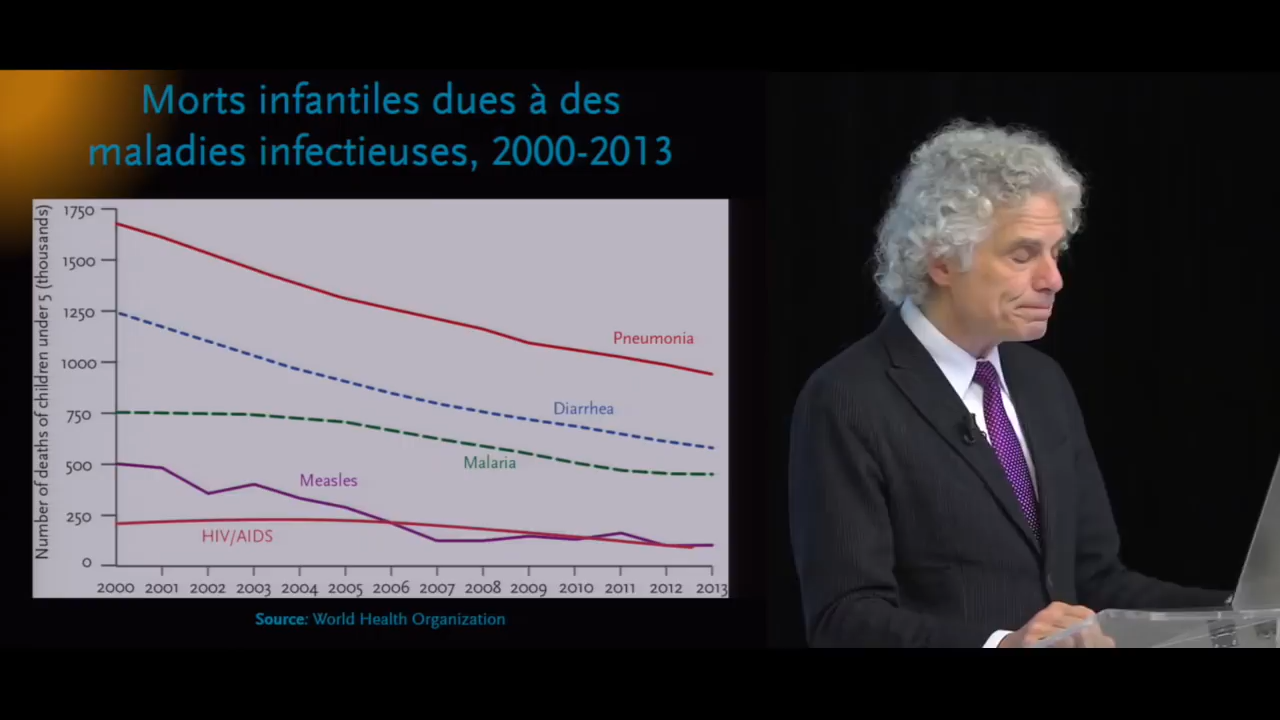 Morts infantiles dues à des
maladies infectieuses, 2000-2013
Number of deaths of children under 5 (thousands)
1750
1500
1250
1000
750
500
250
0
Pneumonia
Diarrhea
Malaria
Measles
HIV/AIDS
2000 2001 2002 2003 2004 2005 2006 2007 2008 2009 2010 2011 2012 2013
Source: World Health Organization